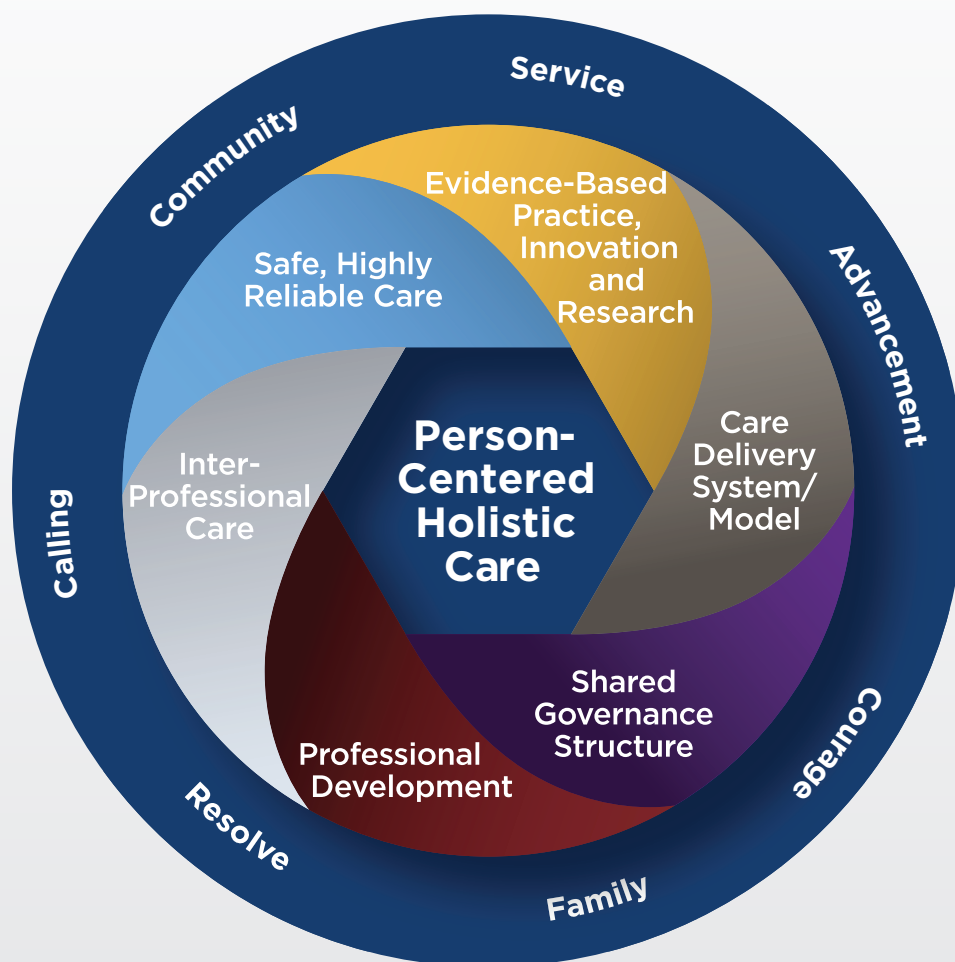 Service
Advancement
Courage
Family
Resolve
Calling
Community
Evidence-Based
Practice,
Innovation
and
Research
Care
Delivery
System/
Model
Shared
Governance
Structure
Professional
Development
Inter-
Professional
Care
Safe, Highly
Reliable Care
Person-
Centered
Holistic
Care